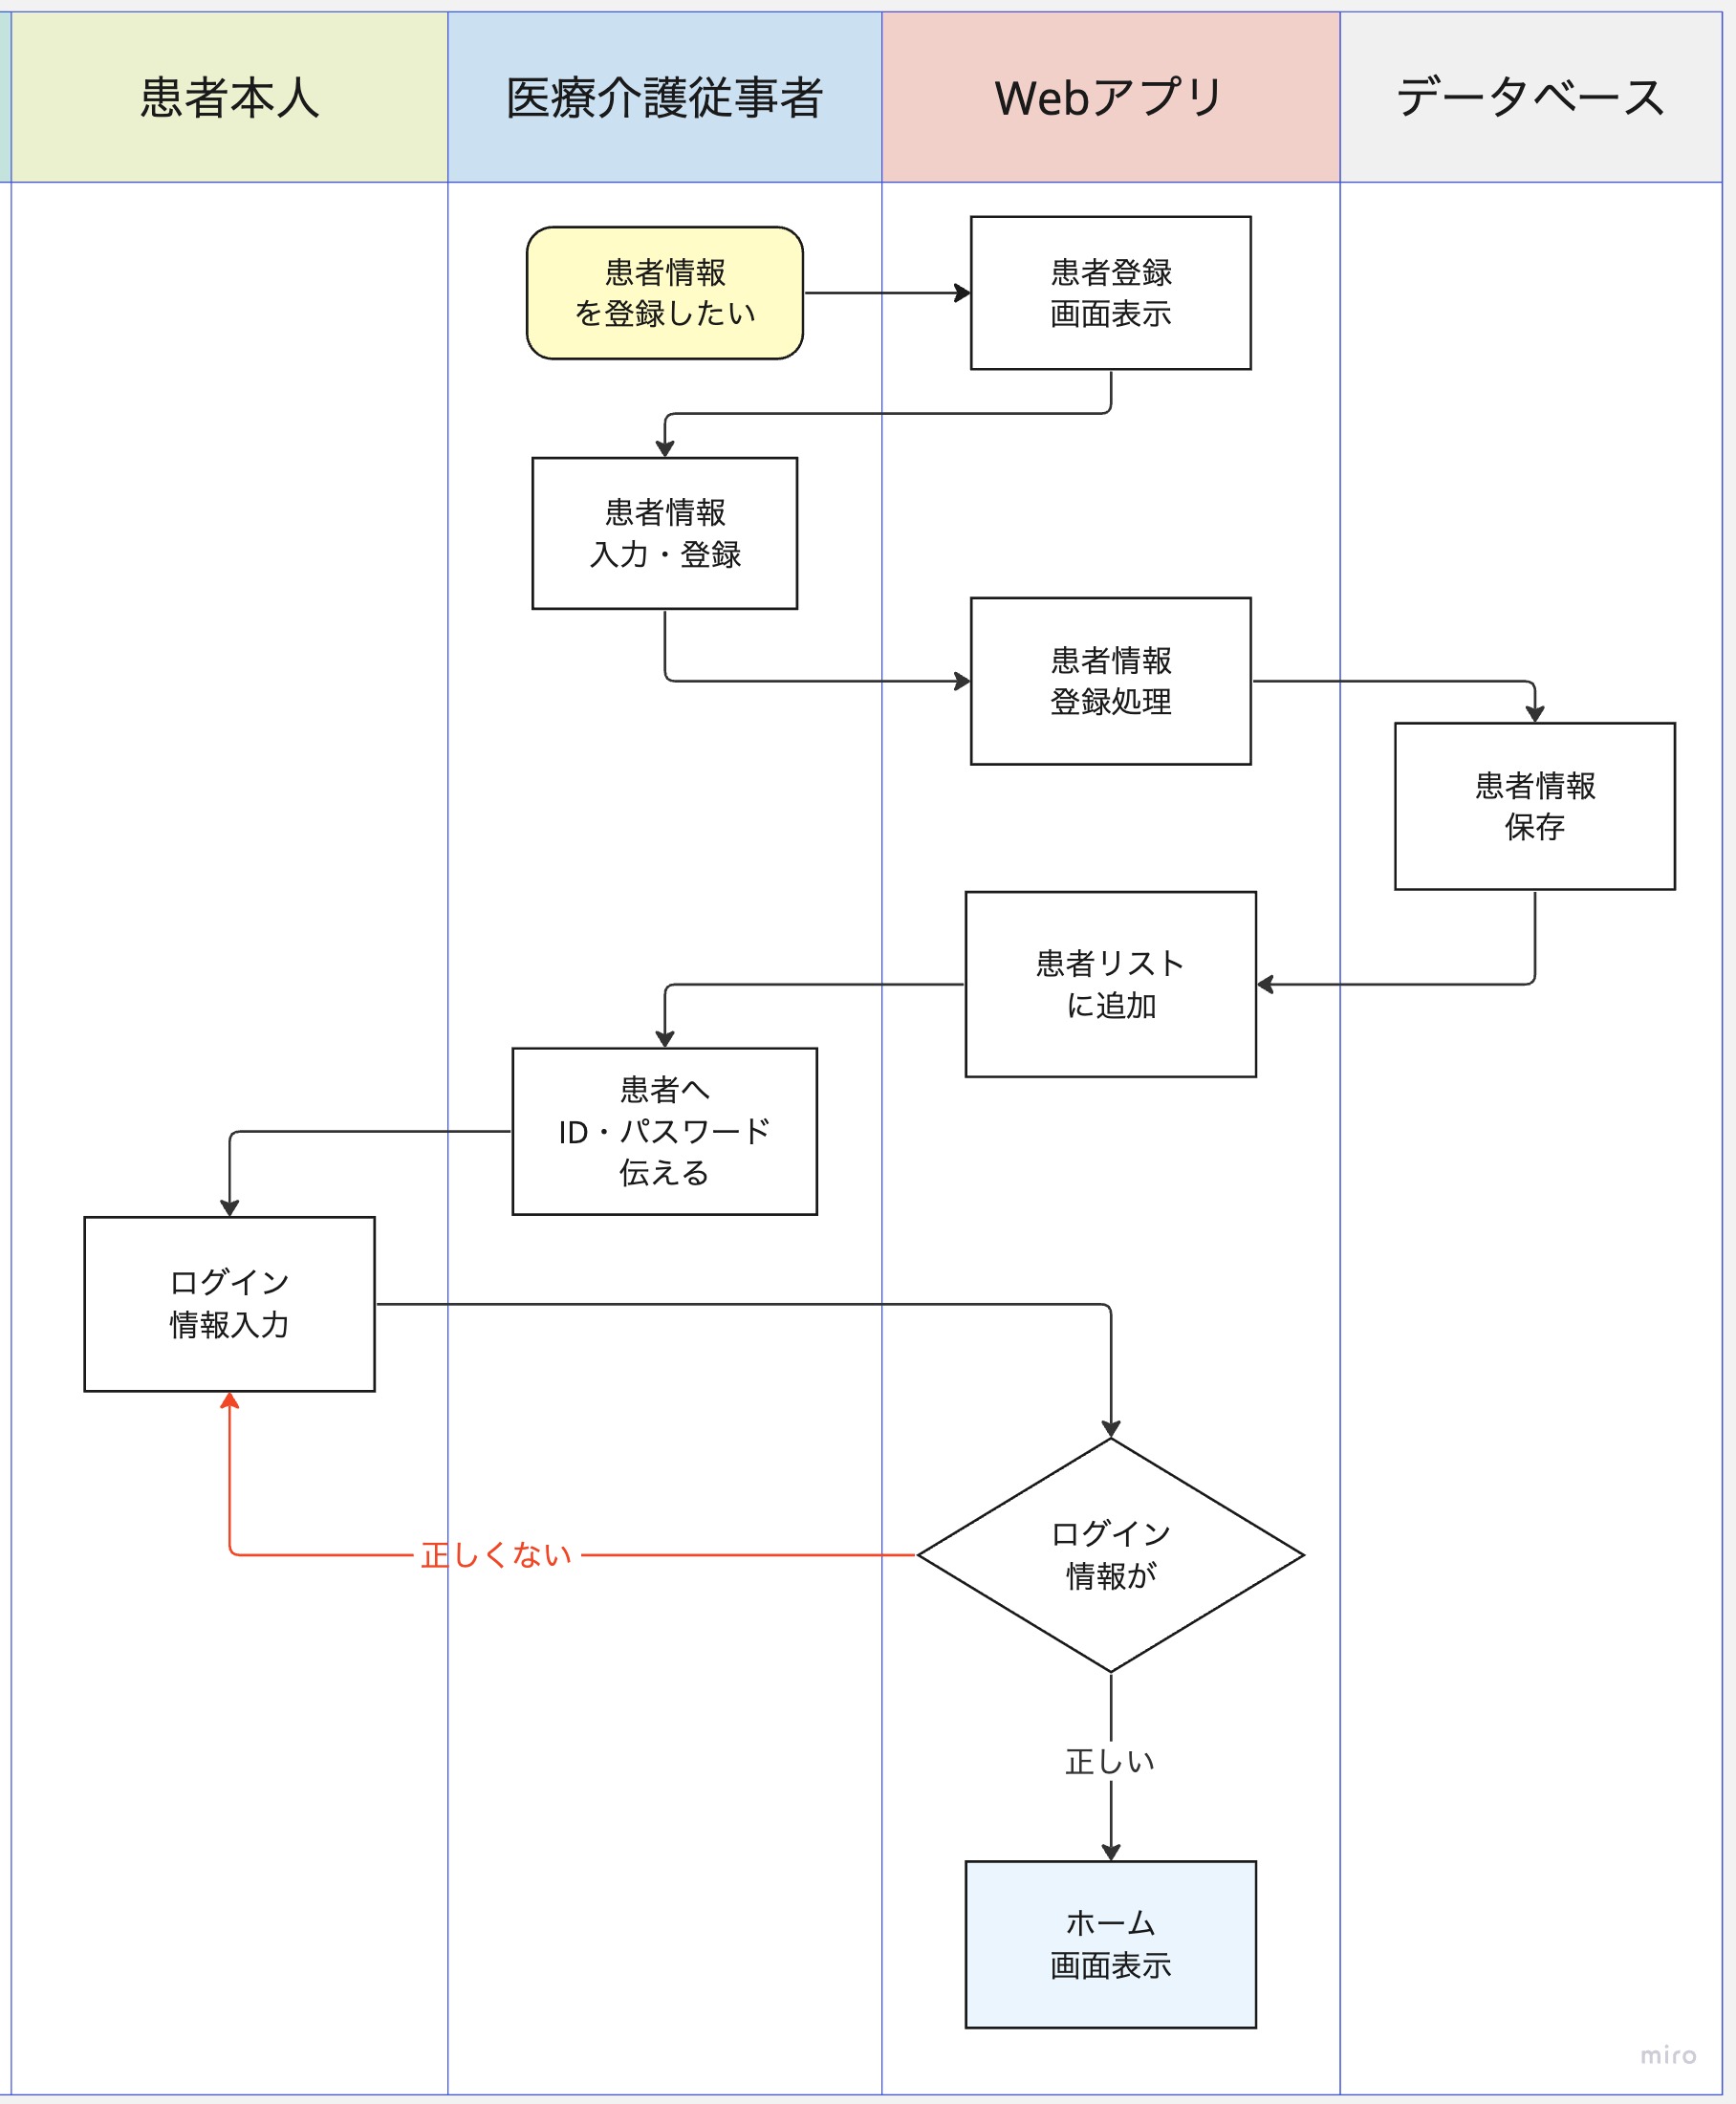 患者本人
医療介護従事者
Webアプリ
データベース
患者情報
を登録したい
患者登録
画面表示
患者情報
入力・登録
患者情報
登録処理
患者情報
保存
患者リスト
に追加
患者へ
ID・パスワード
伝える
ログイン
情報入力
ログイン
情報が
正しくない
正しい
ホーム
画面表示
miro